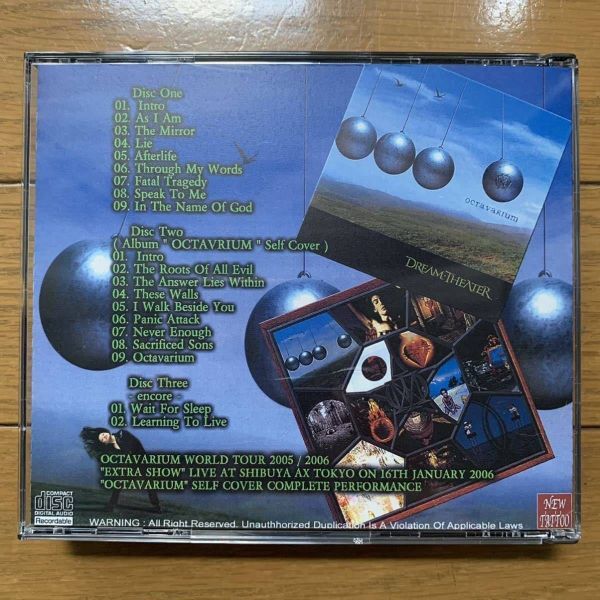 Disc One
01. Intro
02. As I Am
03. The Mirror
04. Lie
05. Afterlife
06. Through My Words
07. Fatal Tragedy
08. Speak To Me
09. In The Name Of God
Disc Two
( Album " OCTAVRIUM " Self Cover )
01. Intro
02. The Roots Of All Evil
03. The Answer Lies Within
04. These Walls
05. I Walk Beside You
06. Panic Attack
07. Never Enough
08. Sacrificed Sons
09. Octavarium
Disc Three
- encore -
01. Wait For Sleep
02. Learning To Live
OCTAVARIUM WORLD TOUR 2005 / 2006
"EXTRA SHOW" LIVE AT SHIBUYA AX TOKYO ON 16TH JANUARY 2006
"OCTAVARIUM" SELF COVER COMPLETE PERFORMANCE
octavarium
DREAM THEATER
COMPACT
disc
DIGITAL AUDIO
Recordable
WARNING : All Right Reserved. Unauthhorized Duplication Is A Violation Of Applicable Laws
NEW
TATTOO